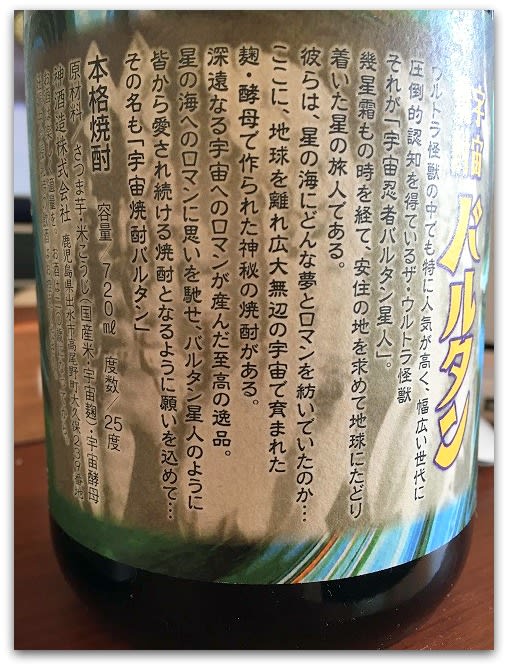 宇宙
バルタン
ウルトラ怪獣の中でも特に人気が高く、幅広い世代に
圧倒的認知を得ているザ・ウルトラ怪獣
それが「宇宙忍者バルタン星人」。
幾星霜もの時を経て、安住の地を求めて地球にたどり
着いた星の旅人である。
彼らは、星の海にどんな夢とロマンを紡いでいたのか…
ここに、地球を離れ広大無辺の宇宙で育まれた
麹・酵母で作られた神秘の焼酎がある。
深遠なる宇宙へのロマンが産んだ至高の逸品。
星の海へのロマンに思いを馳せ、バルタン星人のように
皆から愛され続ける焼酎となるように願いを込めて…
その名も「宇宙焼酎バルタン」
本格焼酎 容量／720㎖ 度数／25度
原材料／さつま芋・米こうじ(国産米・宇宙麹)・宇宙酵母
神酒造株式会社 鹿児島県出水市高尾野町大久保239番地